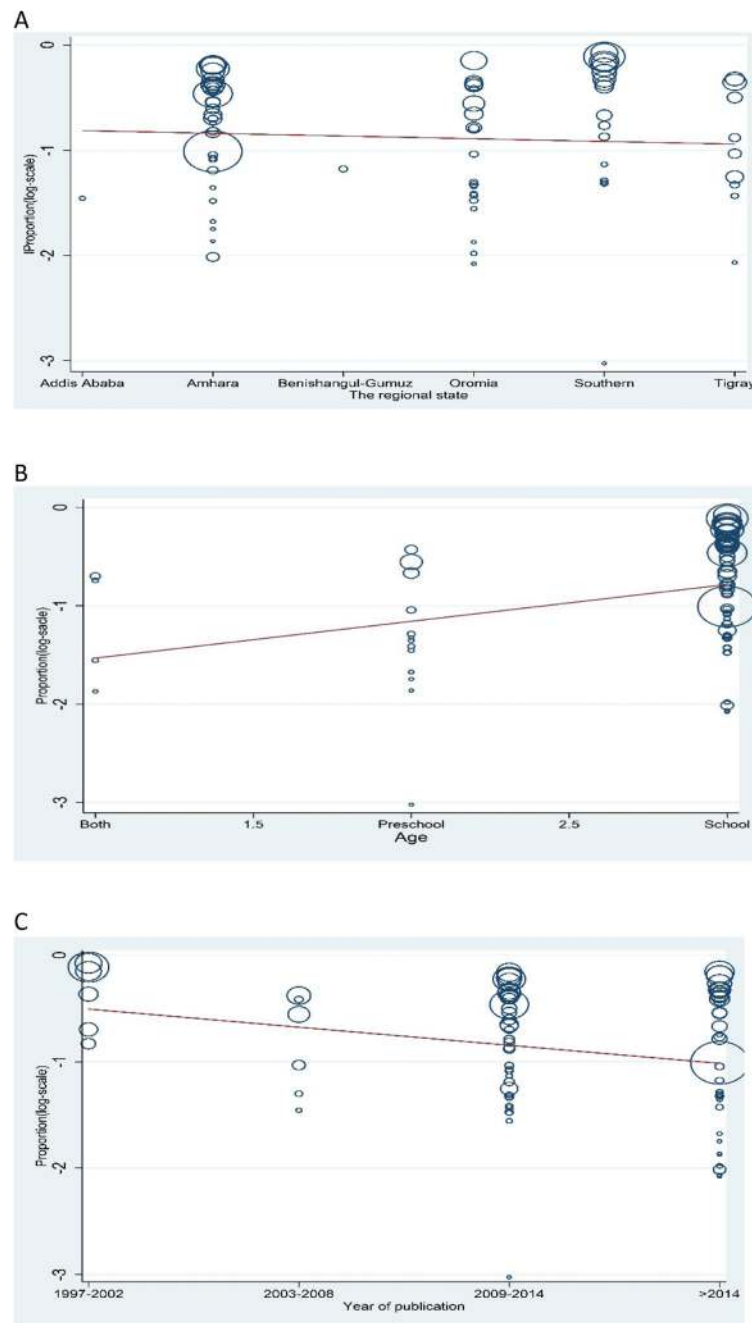 A
0
-1
-2
-3
lProportion(log-scale)
Addis Ababa Amhara Benishangul-Gumuz Oromia Southern Tigray
The regional state
B
0
-1
-2
-3
Proportion(log-sacle)
Both 1.5 Preschool 2.5 School
Age
C
0
-1
-2
-3
Proportion(log-scale)
1997-2002 2003-2008 2009-2014 >2014
Year of publication